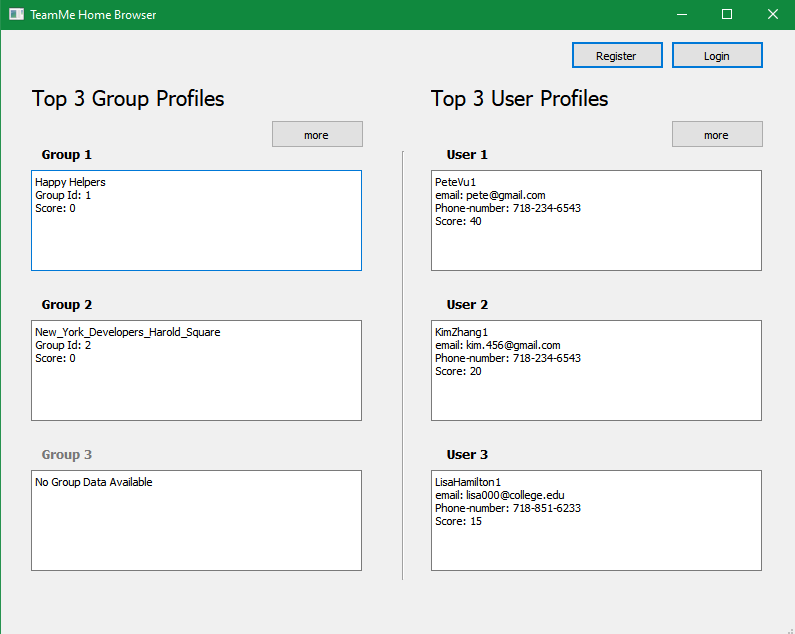 TeamMe Home Browser
Register
Login
Top 3 Group Profiles
more
Group 1
Happy Helpers
Group Id: 1
Score: 0
Group 2
New_York_Developers_Harold_Square
Group Id: 2
Score: 0
Group 3
No Group Data Available
Top 3 User Profiles
more
User 1
PeteVu1
email: pete@gmail.com
Phone-number: 718-234-6543
Score: 40
User 2
KimZhang1
email: kim.456@gmail.com
Phone-number: 718-234-6543
Score: 20
User 3
LisaHamilton1
email: lisa000@college.edu
Phone-number: 718-851-6233
Score: 15